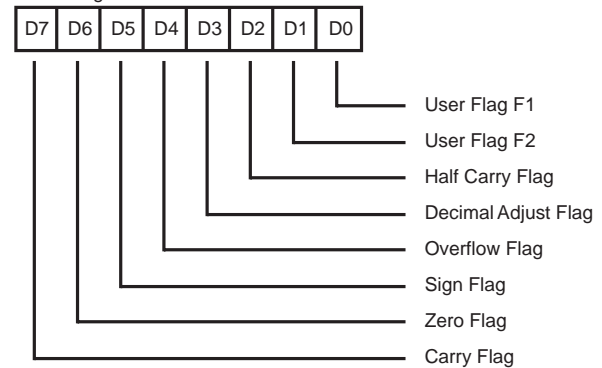 D7 D6 D5 D4 D3 D2 D1 D0
User Flag F1
User Flag F2
Half Carry Flag
Decimal Adjust Flag
Overflow Flag
Sign Flag
Zero Flag
Carry Flag